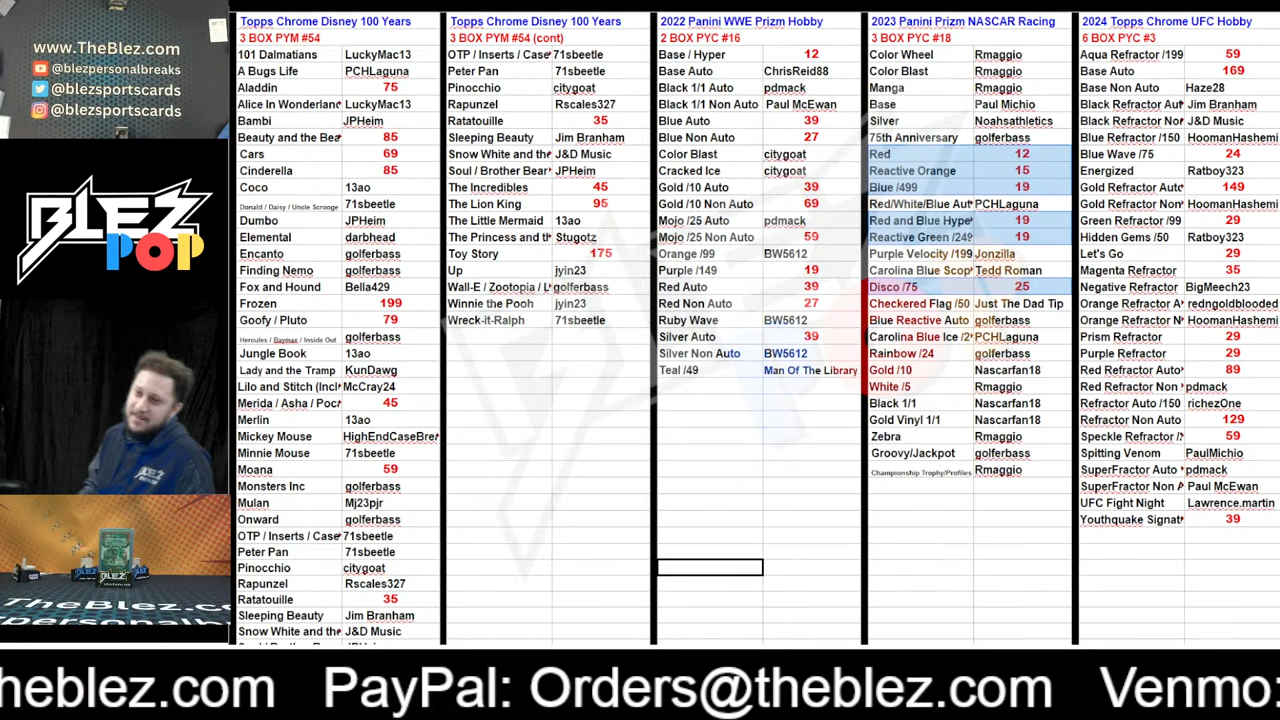 www.TheBlez.com
@blezpersonalbreaks
@blezsportscards
@blezsportscards
BLEZ
POP
BLEZ
TheBlez.c
Topps Chrome Disney 100 Years
3 BOX PYM #54
101 Dalmatians LuckyMac13
A Bugs Life PCHLaguna
Aladdin 75
Alice In Wonderlan LuckyMac13
Bambi JPHeim
Beauty and the Bea 85
Cars 69
Cinderella 85
Coco 13ao
Donald / Daisy / Uncle Scrooge 71sbeetle
Dumbo JPHeim
Elemental darbhead
Encanto golferbass
Finding Nemo golferbass
Fox and Hound Bella429
Frozen 199
Goofy / Pluto 79
Hercules / Baymax / Inside Out golferbass
Jungle Book 13ao
Lady and the Tramp KunDawg
Lilo and Stitch (Incl McCray24
Merida / Asha / Poca 45
Merlin 13ao
Mickey Mouse HighEndCaseBre
Minnie Mouse 71sbeetle
Moana 59
Monsters Inc golferbass
Mulan Mj23pjr
Onward golferbass
OTP / Inserts / Case 71sbeetle
Peter Pan 71sbeetle
Pinocchio citygoat
Rapunzel Rscales327
Ratatouille 35
Sleeping Beauty Jim Branham
Snow White and the J&D Music
Topps Chrome Disney 100 Years
3 BOX PYM #54 (cont)
OTP / Inserts / Case 71sbeetle
Peter Pan 71sbeetle
Pinocchio citygoat
Rapunzel Rscales327
Ratatouille 35
Sleeping Beauty Jim Branham
Snow White and th J&D Music
Soul / Brother Bear JPHeim
The Incredibles 45
The Lion King 95
The Little Mermaid 13ao
The Princess and th Stugotz
Toy Story 175
Up jyin23
Wall-E / Zootopia / L golferbass
Winnie the Pooh jyin23
Wreck-it-Ralph 71sbeetle
2022 Panini WWE Prizm Hobby
2 BOX PYC #16
Base / Hyper 12
Base Auto ChrisReid88
Black 1/1 Auto pdmack
Black 1/1 Non Auto Paul McEwan
Blue Auto 39
Blue Non Auto 27
Color Blast citygoat
Cracked Ice citygoat
Gold /10 Auto 39
Gold /10 Non Auto 69
Mojo /25 Auto pdmack
Mojo /25 Non Auto 59
Orange /99 BW5612
Purple /149 19
Red Auto 39
Red Non Auto 27
Ruby Wave BW5612
Silver Auto 39
Silver Non Auto BW5612
Teal /49 Man Of The Library
2023 Panini Prizm NASCAR Racing
3 BOX PYC #18
Color Wheel Rmaggio
Color Blast Rmaggio
Manga Rmaggio
Base Paul Michio
Silver Noahsathletics
75th Anniversary golferbass
Red 12
Reactive Orange 15
Blue /499 19
Red/White/Blue Aut PCHLaguna
Red and Blue Hype 19
Reactive Green /249 19
Purple Velocity /199 Jonzilla
Carolina Blue Scop Tedd Roman
Disco /75 25
Checkered Flag /50 Just The Dad Tip
Blue Reactive Auto golferbass
Carolina Blue Ice /2 PCHLaguna
Rainbow /24 golferbass
Gold /10 Nascarfan18
White /5 Rmaggio
Black 1/1 Nascarfan18
Gold Vinyl 1/1 Nascarfan18
Zebra Rmaggio
Groovy/Jackpot golferbass
Championship Trophy/Profiles Rmaggio
2024 Topps Chrome UFC Hobby
6 BOX PYC #3
Aqua Refractor /199 59
Base Auto 169
Base Non Auto Haze28
Black Refractor Aut Jim Branham
Black Refractor Nor J&D Music
Blue Refractor /150 HoomanHashemi
Blue Wave /75 24
Energized Ratboy323
Gold Refractor Aut 149
Gold Refractor Non HoomanHashemi
Green Refractor /99 29
Hidden Gems /50 Ratboy323
Let's Go 29
Magenta Refractor 35
Negative Refractor BigMeech23
Orange Refractor A redngoldblooded
Orange Refractor N HoomanHashemi
Prism Refractor 29
Purple Refractor 29
Red Refractor Auto 89
Red Refractor Non pdmack
Refractor Auto /150 richezOne
Refractor Non Auto 129
Speckle Refractor / 59
Spitting Venom PaulMichio
SuperFractor Auto pdmack
SuperFractor Non A Paul McEwan
UFC Fight Night Lawrence.martin
Youthquake Signat 39
heblez.com PayPal: Orders@theblez.com Venmo: